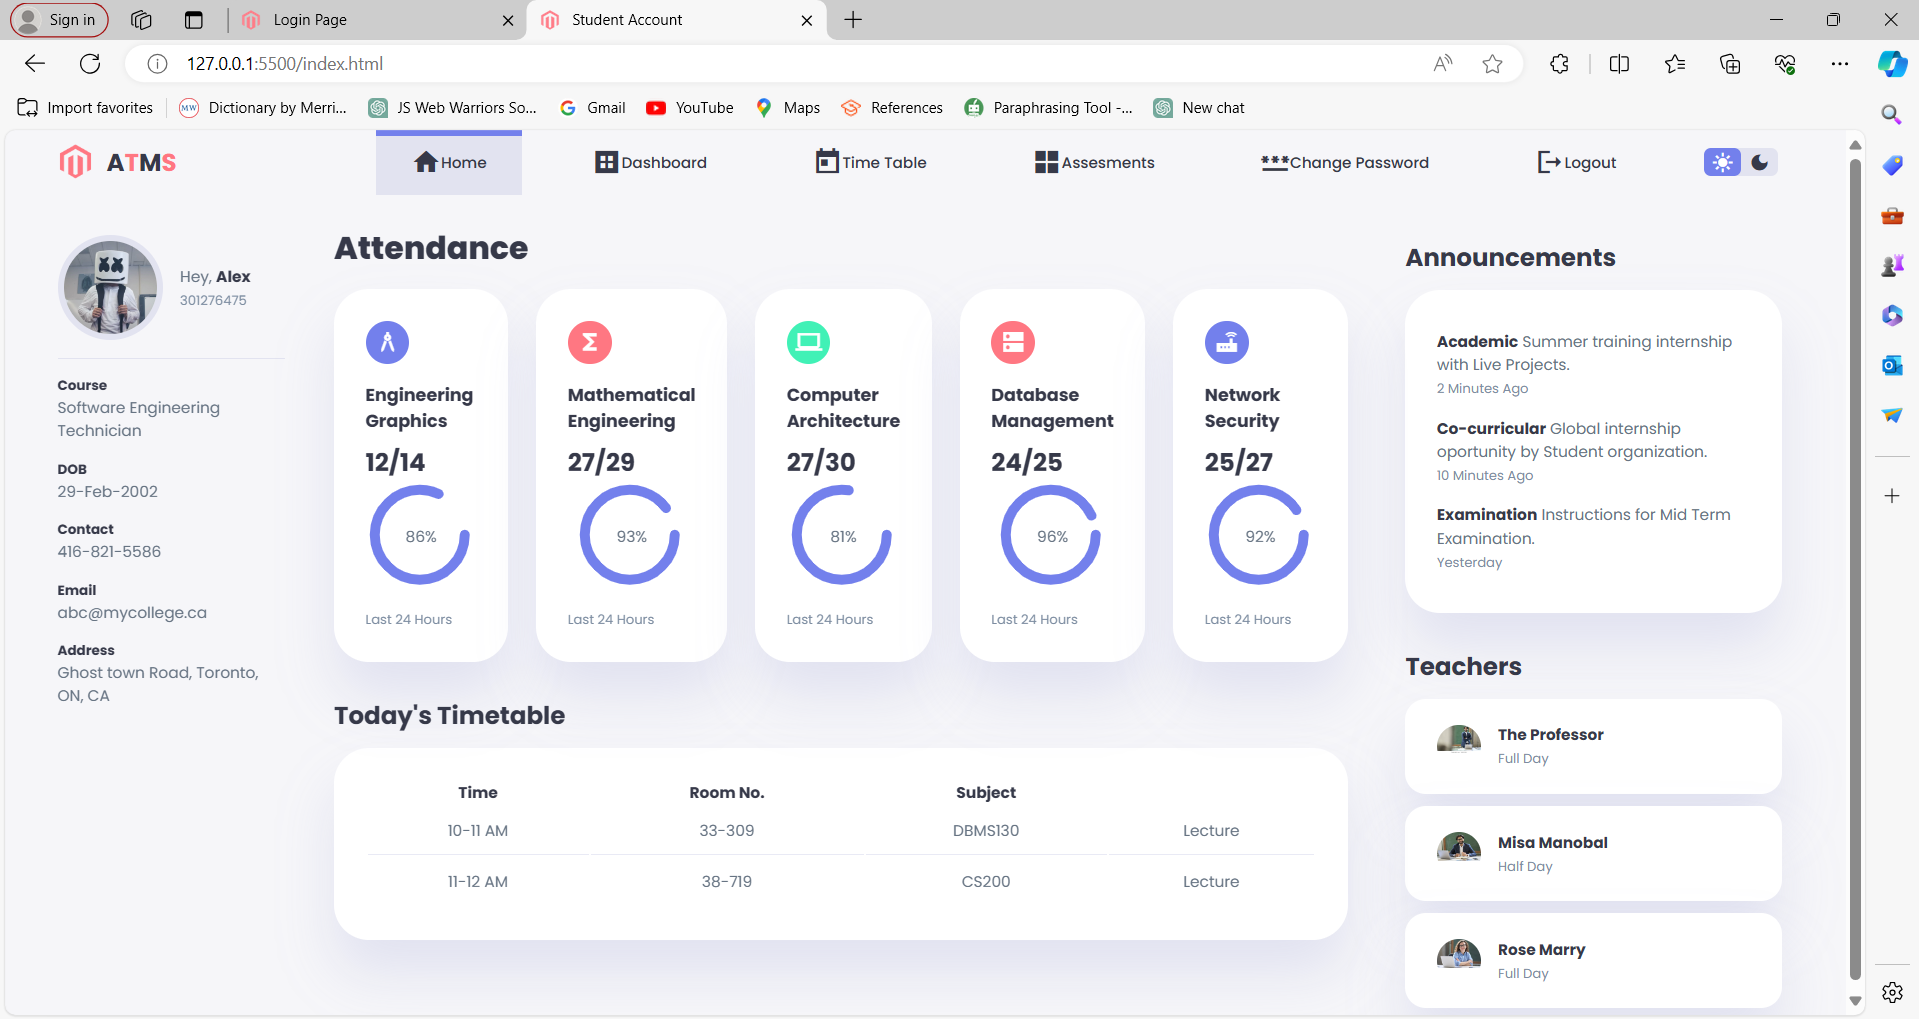 Sign in
Login Page
Student Account
127.0.0.1:5500/index.html
Import favorites
Dictionary by Merri...
JS Web Warriors So...
Gmail
YouTube
Maps
References
Paraphrasing Tool -...
New chat
ATMS
Home
Dashboard
Time Table
Assesments
Change Password
Logout
Hey, Alex
301276475
Course
Software Engineering
Technician
DOB
29-Feb-2002
Contact
416-821-5586
Email
abc@mycollege.ca
Address
Ghost town Road, Toronto,
ON, CA
Attendance
Engineering
Graphics
12/14
86%
Last 24 Hours
Mathematical
Engineering
27/29
93%
Last 24 Hours
Computer
Architecture
27/30
81%
Last 24 Hours
Database
Management
24/25
96%
Last 24 Hours
Network
Security
25/27
92%
Last 24 Hours
Today's Timetable
Time Room No. Subject
10-11 AM 33-309 DBMS130 Lecture
11-12 AM 38-719 CS200 Lecture
Announcements
Academic Summer training internship
with Live Projects.
2 Minutes Ago
Co-curricular Global internship
oportunity by Student organization.
10 Minutes Ago
Examination Instructions for Mid Term
Examination.
Yesterday
Teachers
The Professor
Full Day
Misa Manobal
Half Day
Rose Marry
Full Day